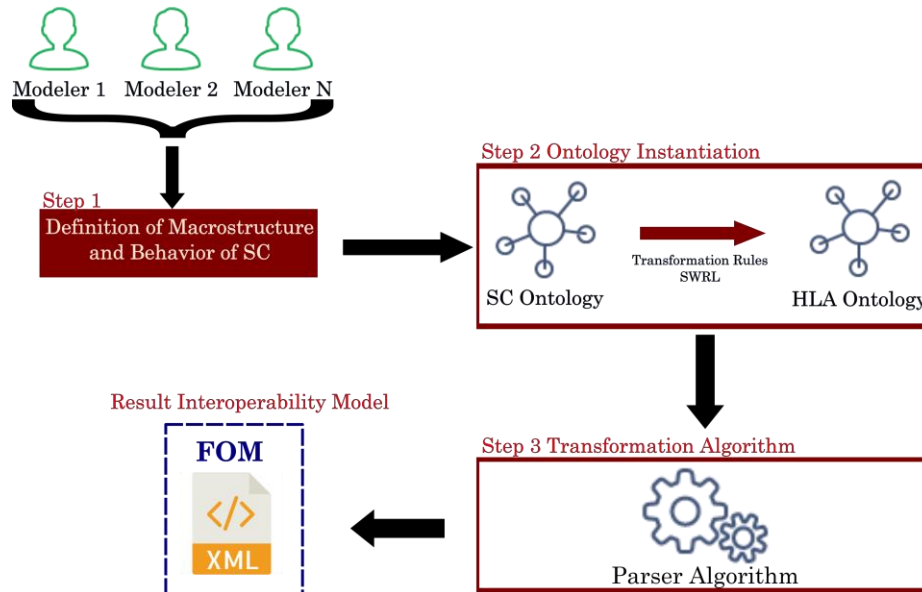 Modeler 1
Modeler 2
Modeler N
Step 1
Definition of Macrostructure
and Behavior of SC
Step 2 Ontology Instantiation
Transformation Rules
SWRL
SC Ontology
HLA Ontology
Result Interoperability Model
FOM
</>
XML
Step 3 Transformation Algorithm
Parser Algorithm